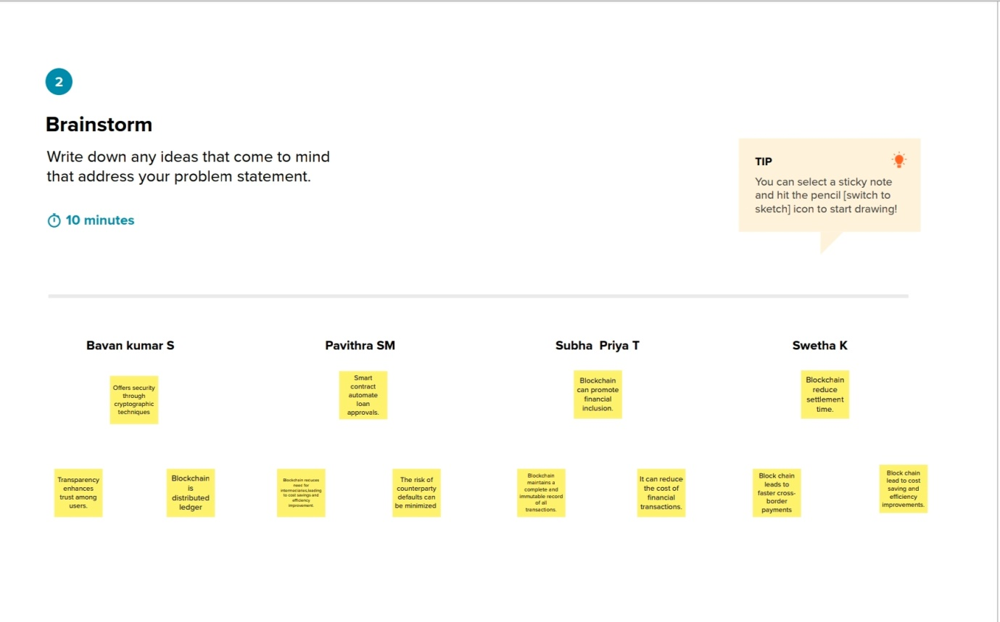 2
Brainstorm
Write down any ideas that come to mind
that address your problem statement.
10 minutes
TIP
You can select a sticky note
and hit the pencil [switch to
sketch] icon to start drawing!
Bavan kumar S
Offers security
through
cryptographic
techniques
Transparency
enhances
trust among
users.
Blockchain
is
distributed
ledger
Pavithra SM
Smart
contract
automate
loan
approvals.
Blockchain reduces
need for
intermediaries,leading
to cost savings and
efficiency
improvement.
The risk of
counterparty
defaults can
be minimized
Subha  Priya T
Blockchain
can promote
financial
inclusion.
Blockchain
maintains a
complete and
immutable record
of all
transactions.
It can reduce
the cost of
financial
transactions.
Swetha K
Blockchain
reduce
settlement
time.
Block chain
leads to
faster cross-
border
payments
Block chain
lead to cost
saving and
efficiency
improvements.